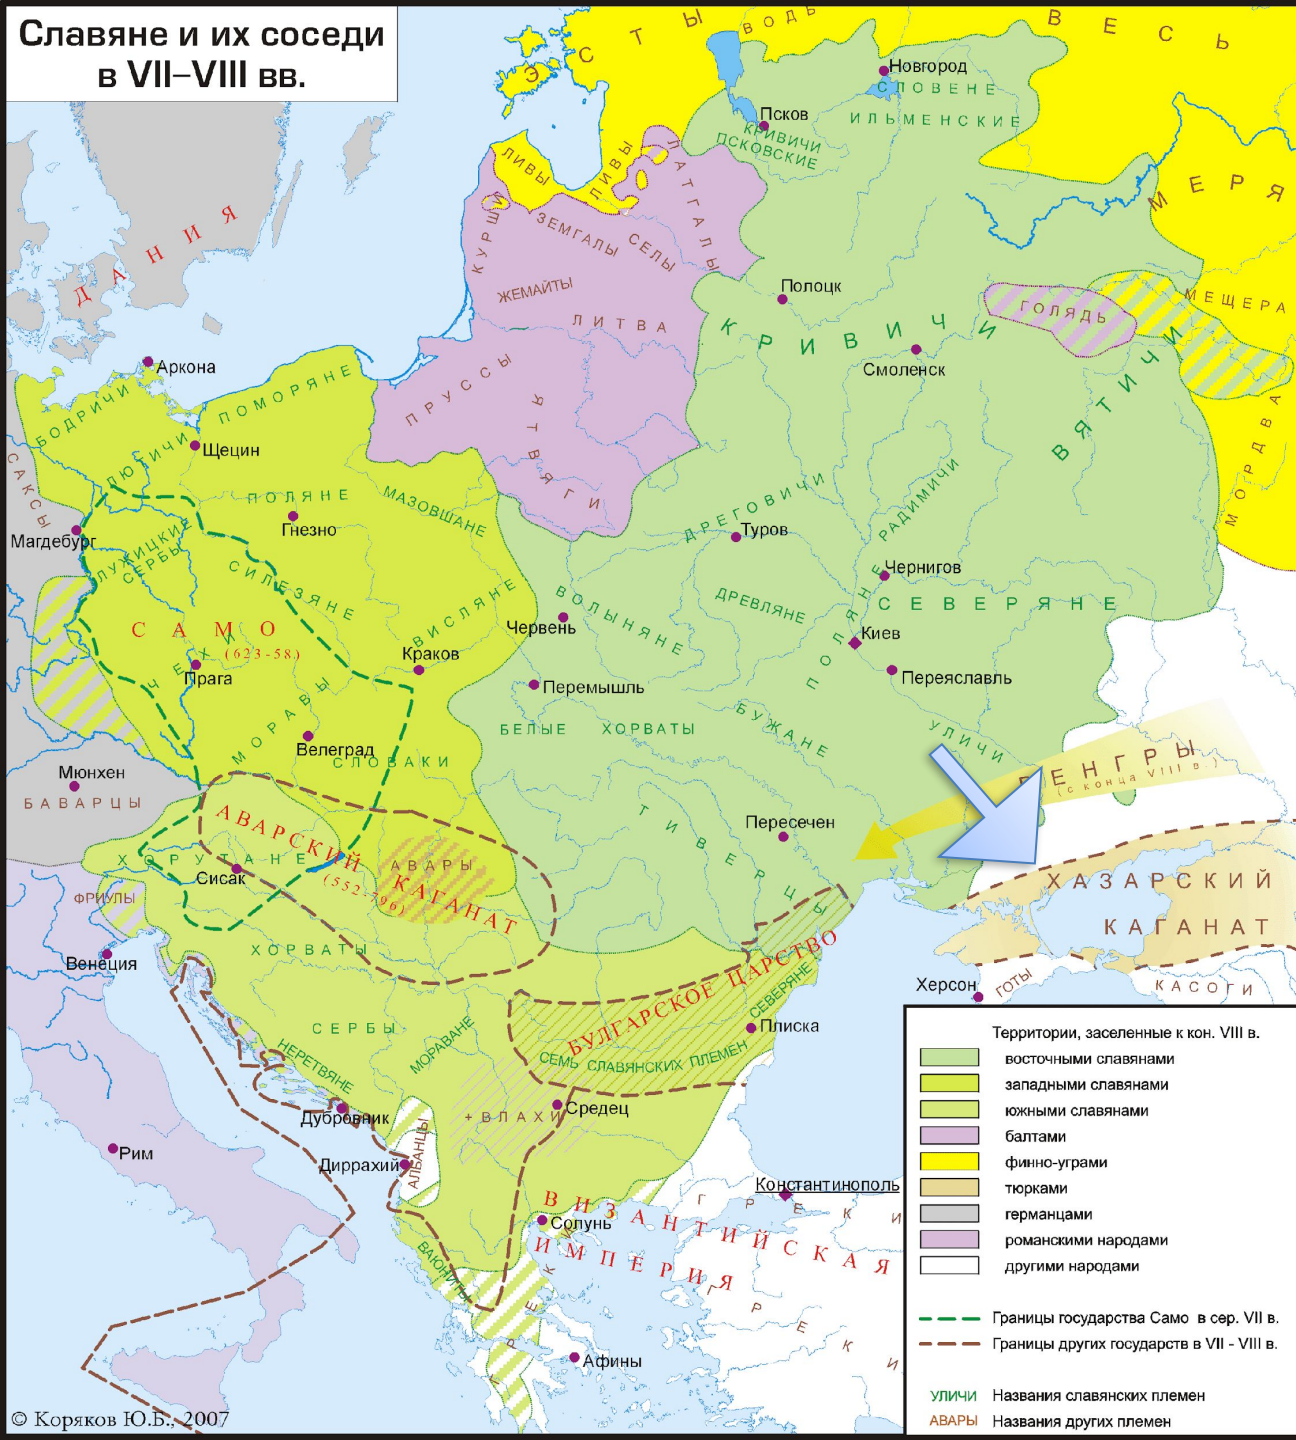 Славяне и их соседи
в VII–VIII вв.
ЭСТЫ
ВОДЬ
ВЕСЬ
Новгород
СЛОВЕНЕ
ИЛЬМЕНСКИЕ
Псков
КРИВИЧИ
ПСКОВСКИЕ
ЛИВЫ
ЛИВЫ
ЛАТГАЛЫ
МЕРЯ
ДАНИЯ
КУРШИ
ЗЕМГАЛЫ
СЕЛЫ
ЖЕМАЙТЫ
ЛИТВА
Полоцк
КРИВИЧИ
ГОЛЯДЬ
МЕЩЕРА
Смоленск
ВЯТИЧИ
Аркона
БОДРИЧИ
ПОМОРЯНЕ
ПРУССЫ
ЯТВЯГИ
МОРДВА
ЛЮТИЧИ
Щецин
САКСЫ
ПОЛЯНЕ
МАЗОВШАНЕ
Гнезно
ДРЕГОВИЧИ
РАДИМИЧИ
Туров
Магдебург
ЛУЖИЦКИЕ
СЕРБЫ
СИЛЕЗЯНЕ
Чернигов
ВИСЛЯНЕ
ВОЛЫНЯНЕ
ДРЕВЛЯНЕ
ПОЛЯНЕ
СЕВЕРЯНЕ
САМО
(623-58.)
Червень
Киев
ЧЕХИ
Прага
Краков
Перемышль
Переяславль
МОРАВЫ
Велеград
СЛОВАКИ
БЕЛЫЕ ХОРВАТЫ
БУЖАНЕ
УЛИЧИ
ВЕНГРЫ
(с конца VIII в.)
Мюнхен
БАВАРЦЫ
АВАРСКИЙ
КАГАНАТ
(552-796)
АВАРЫ
ТИВЕРЦЫ
Пересечен
ХОРУТАНЕ
Сисак
ФРИУЛЫ
ХАЗАРСКИЙ
КАГАНАТ
Венеция
ХОРВАТЫ
БУЛГАРСКОЕ ЦАРСТВО
СЕВЕРЯНЕ
Херсон
ГОТЫ
КАСОГИ
СЕРБЫ
МОРАВАНЕ
Плиска
НЕРЕТВЯНЕ
СЕМЬ СЛАВЯНСКИХ ПЛЕМЕН
Дубровник
+ВЛАХИ
Средец
Рим
Диррахий
АЛБАНЦЫ
Константинополь
ВИЗАНТИЙСКАЯ
ИМПЕРИЯ
ГРЕКИ
Солунь
ВАЮНИТЫ
ГРЕКИ
ГРЕКИ
Афины
Территории, заселенные к кон. VIII в.
восточными славянами
западными славянами
южными славянами
балтами
финно-уграми
тюрками
германцами
романскими народами
другими народами
Границы государства Само в сер. VII в.
Границы других государств в VII - VIII в.
УЛИЧИ Названия славянских племен
АВАРЫ Названия других племен
© Коряков Ю.Б., 2007